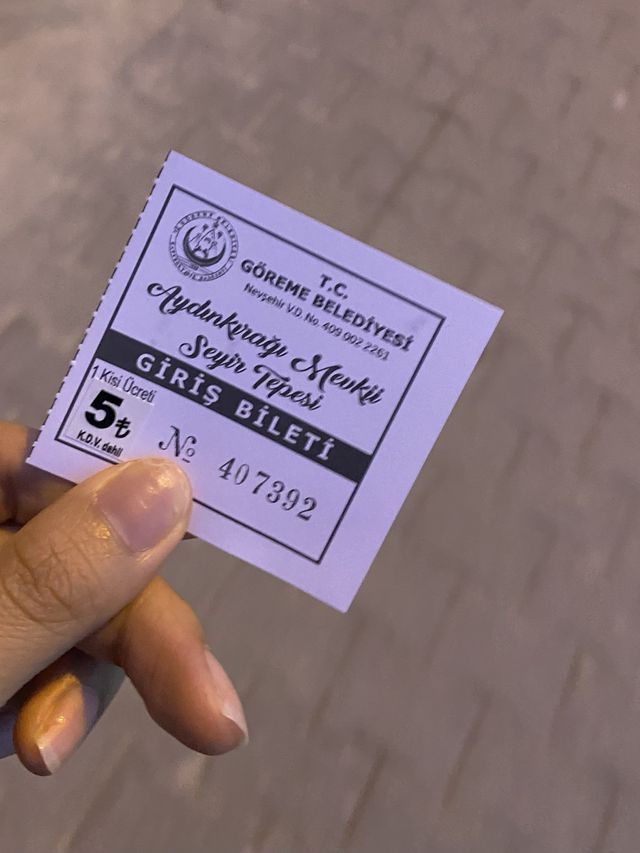 T.C.
GÖREME BELEDİYESİ
Nevşehir V.D. No. 409 002 2261
Aydınkırağı Mevkii
Seyir Tepesi
GİRİŞ BİLETİ
1 Kişi Ücreti
5₺
K.D.V. dahil
No 407392